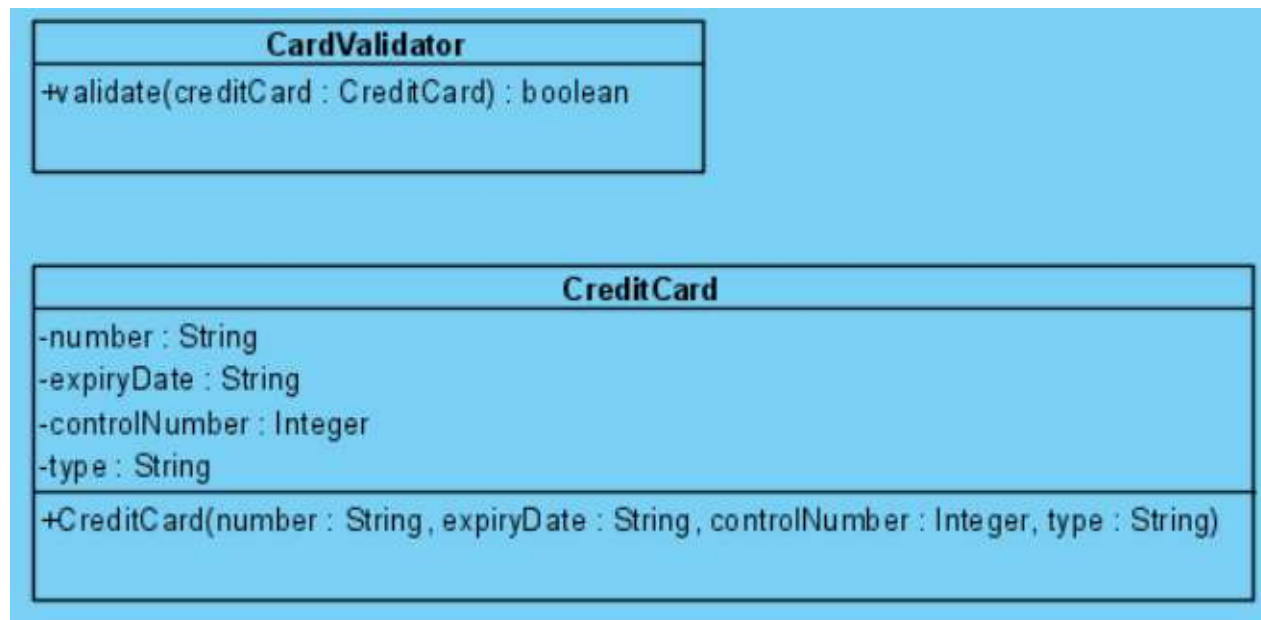 CardValidator
+validate(creditCard : CreditCard) : boolean
CreditCard
-number : String
-expiryDate : String
-controlNumber : Integer
-type : String
+CreditCard(number : String, expiryDate : String, controlNumber : Integer, type : String)